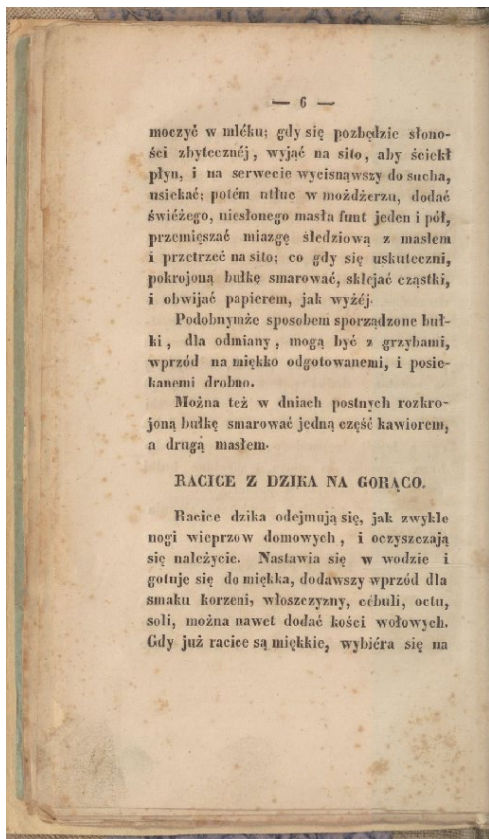 — 6 —
moczyć w mléku; gdy się pozbędzie słono-
ści zbytecznéj, wyjąć na sito, aby ściekł
płyn, i na serwecie wycisnąwszy do sucha,
usiekać; potém utłuc w możdżerzu, dodać
świéżego, niesłonego masła funt jeden i pół,
przemięszać miazgę śledziową z masłem
i przetrzeć na sito; co gdy się uskuteczni,
pokrojoną bułkę smarować, sklejać cząstki,
i obwijać papierem, jak wyżéj.
Podobnymże sposobem sporządzone buł-
ki, dla odmiany, mogą być z grzybami,
wprzód na miękko odgotowanemi, i posie-
kanemi drobno.
Można też w dniach postnych rozkro-
joną bułkę smarować jedną część kawiorem,
a drugą masłem.
RACICE Z DZIKA NA GORĄCO.
Racice dzika odejmują się, jak zwykle
nogi wieprzow domowych, i oczyszczają
się należycie. Nastawia się w wodzie i
gotuje się do miękka, dodawszy wprzód dla
smaku korzeni, włoszczyzny, cébuli, octu,
soli, można nawet dodać kości wołowych.
Gdy już racice są miękkie, wybiéra się na